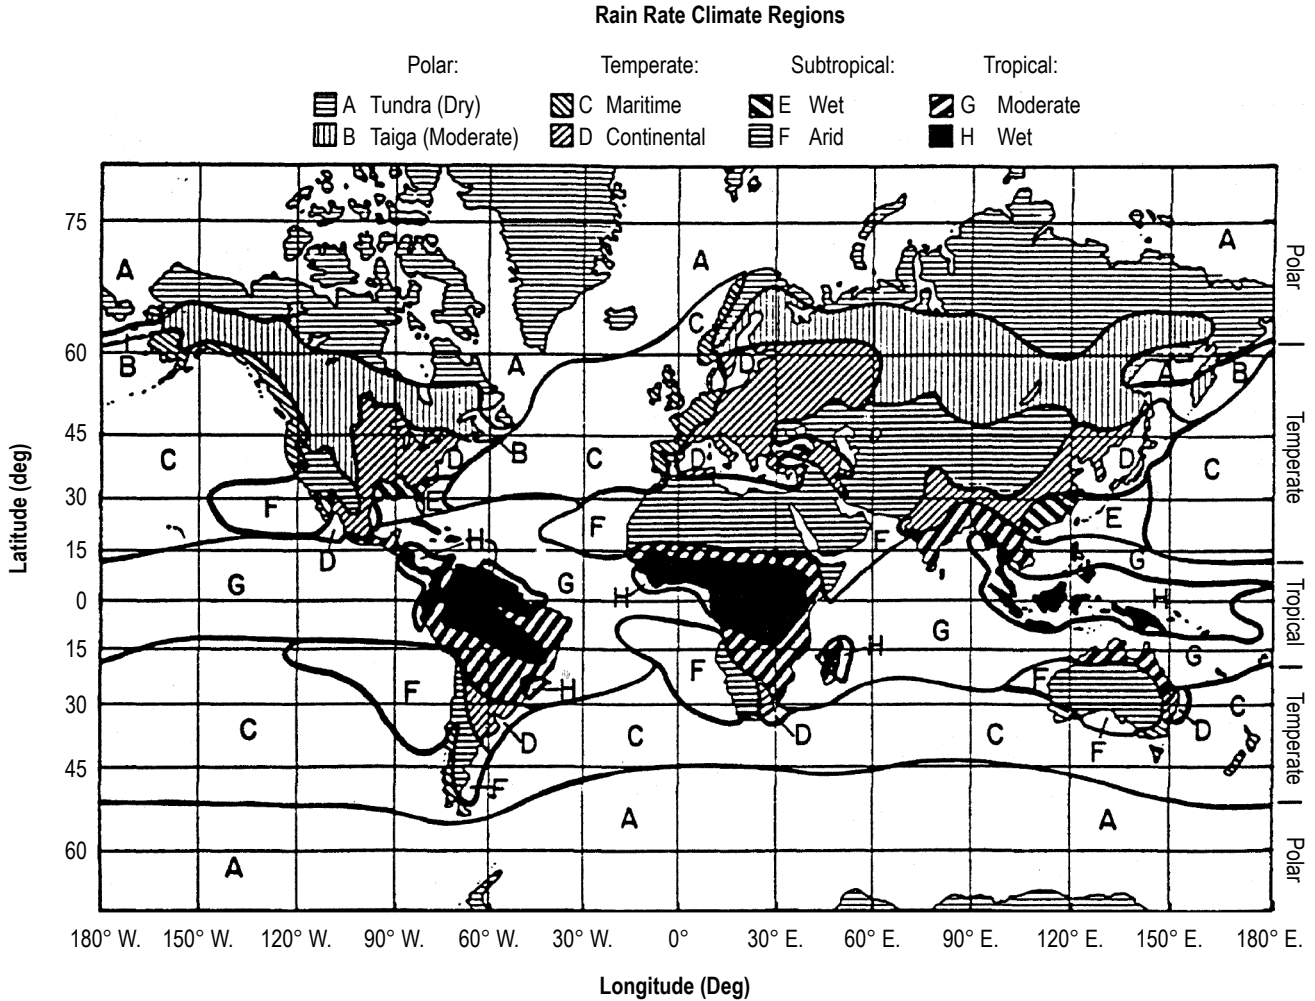 Rain Rate Climate Regions
Polar: Temperate: Subtropical: Tropical:
A Tundra (Dry) C Maritime E Wet G Moderate
B Taiga (Moderate) D Continental F Arid H Wet
75
60
45
30
15
0
15
30
45
60
Latitude (deg)
Polar
Temperate
Tropical
Temperate
Polar
A
A
A
C
B
A
D
A
B
B
C
F
D
E
B
C
D
D
C
F
D
H
F
F
E
G
G
G
H
H
G
H
H
G
F
F
H
F
C
D
C
D
C
F
D
C
F
A
A
A
180° W. 150° W. 120° W. 90° W. 60° W. 30° W. 0° 30° E. 60° E. 90° E. 120° E. 150° E. 180° E.
Longitude (Deg)